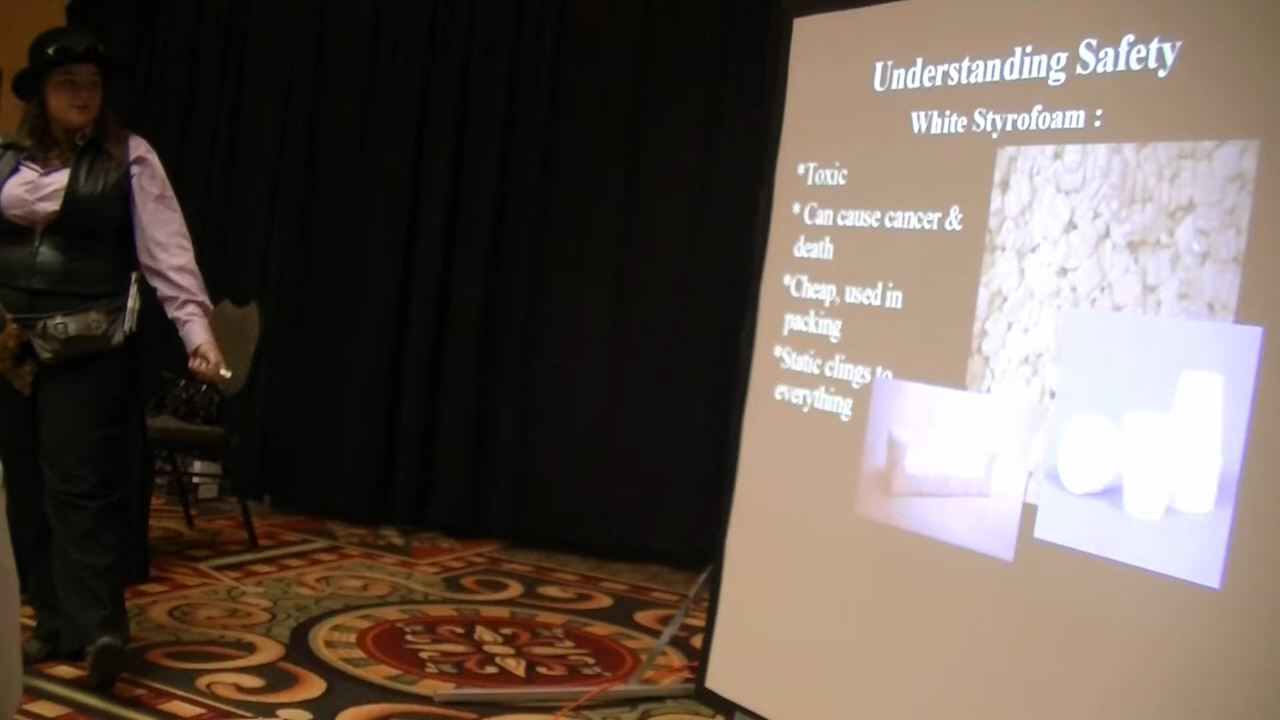 Understanding Safety
White Styrofoam :
*Toxic
* Can cause cancer &
death
*Cheap, used in
packing
*Static clings to
everything